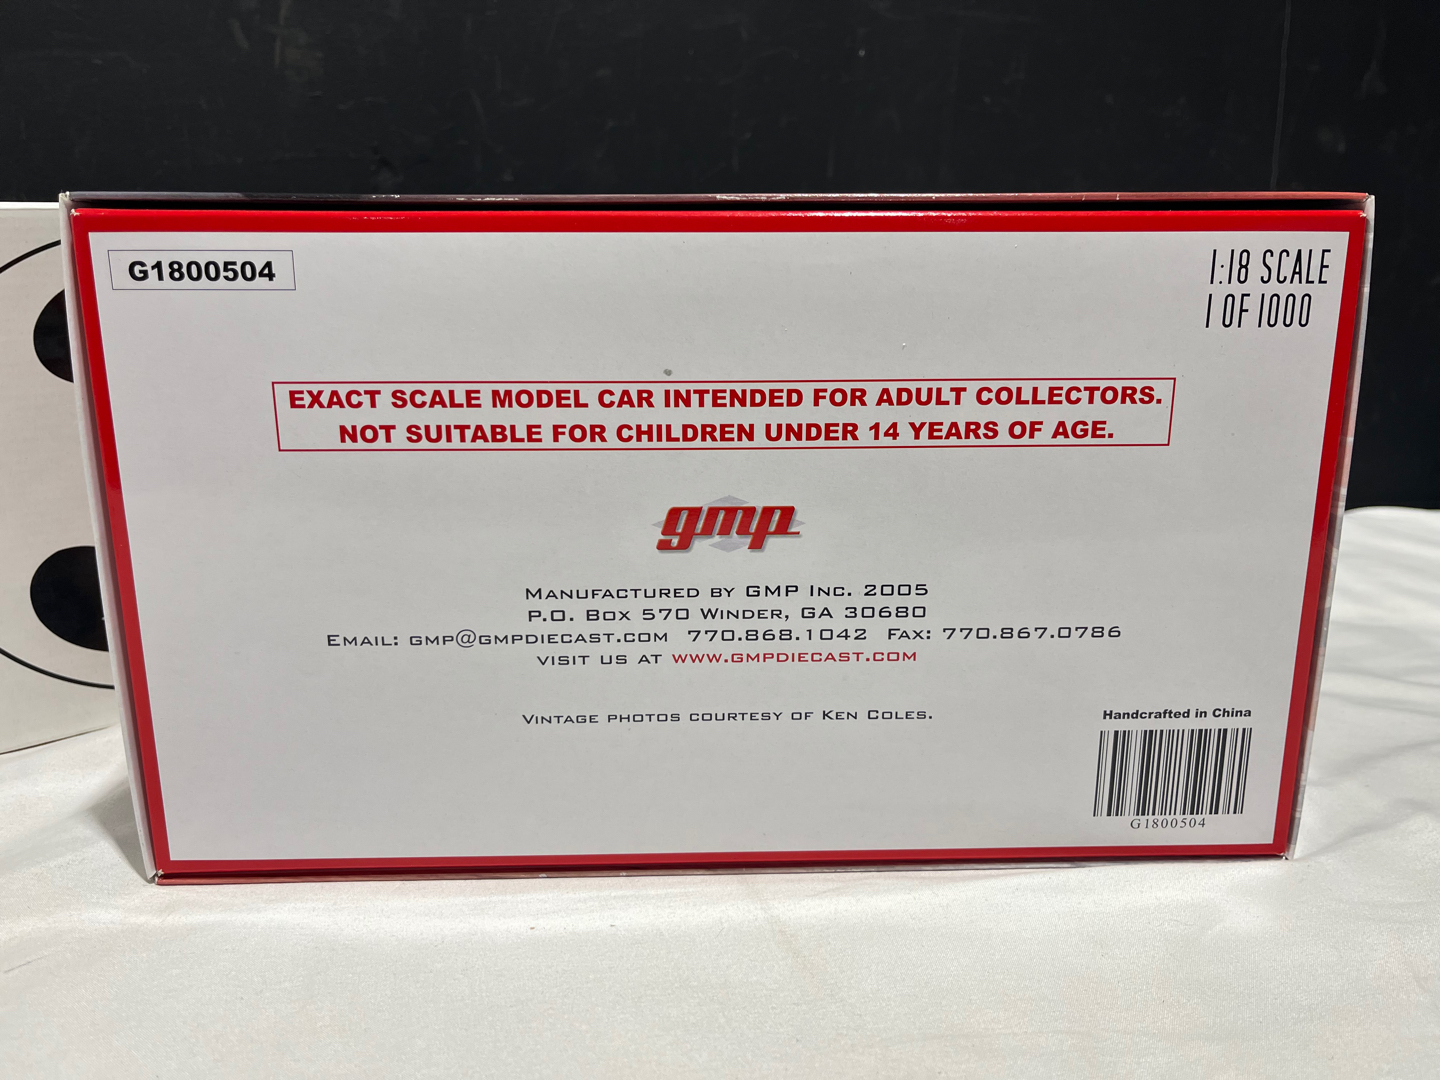 G1800504
1:18 SCALE
1 OF 1000
EXACT SCALE MODEL CAR INTENDED FOR ADULT COLLECTORS.
NOT SUITABLE FOR CHILDREN UNDER 14 YEARS OF AGE.
gmp
MANUFACTURED BY GMP INC. 2005
P.O. BOX 570 WINDER, GA 30680
EMAIL: GMP@GMPDIECAST.COM 770.868.1042 FAX: 770.867.0786
VISIT US AT WWW.GMPDIECAST.COM
VINTAGE PHOTOS COURTESY OF KEN COLES.
Handcrafted in China
G1800504